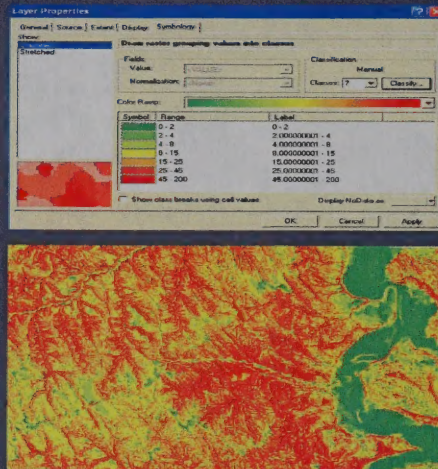 Layer Properties
General Source Extent Display Symbology
Show:
Stretched
Draw raster grouping values into classes
Fields
Value: <VALUE>
Normalization:
Classification
Manual
Classes: 7 Classify...
Color Ramp:
Symbol Range Label
0 - 2 0 - 2
2 - 4 2.000000001 - 4
4 - 8 4.000000001 - 8
8 - 15 8.000000001 - 15
15 - 25 15.00000001 - 25
25 - 45 25.00000001 - 45
45 - 200 45.00000001 - 200
Show class breaks using cell values
Display NoData as
OK Cancel Apply